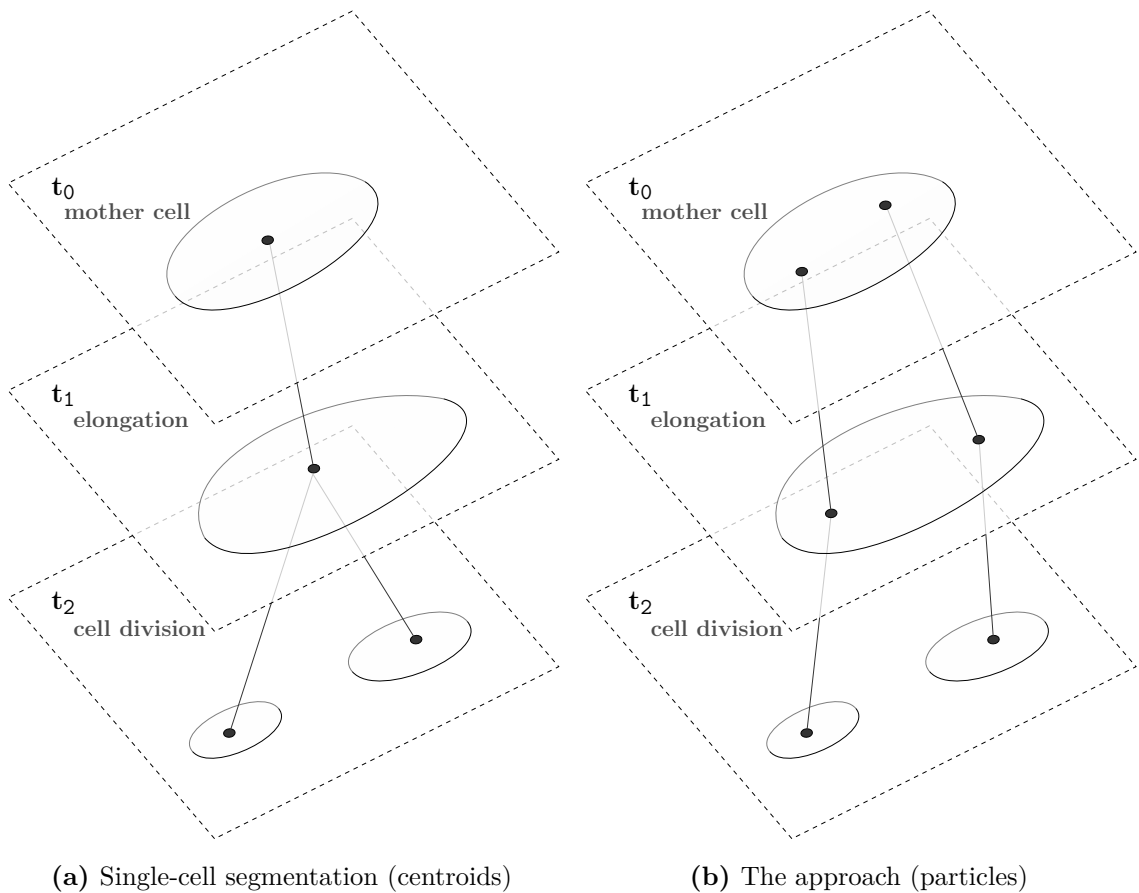 t0
mother cell
t1
elongation
t2
cell division
(a) Single-cell segmentation (centroids)
t0
mother cell
t1
elongation
t2
cell division
(b) The approach (particles)